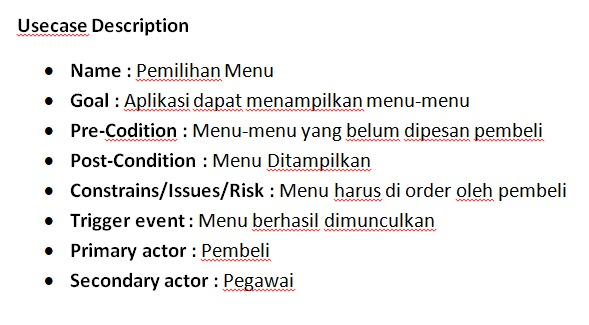 Usecase Description
• Name : Pemilihan Menu
• Goal : Aplikasi dapat menampilkan menu-menu
• Pre-Codition : Menu-menu yang belum dipesan pembeli
• Post-Condition : Menu Ditampilkan
• Constrains/Issues/Risk : Menu harus di order oleh pembeli
• Trigger event : Menu berhasil dimunculkan
• Primary actor : Pembeli
• Secondary actor : Pegawai